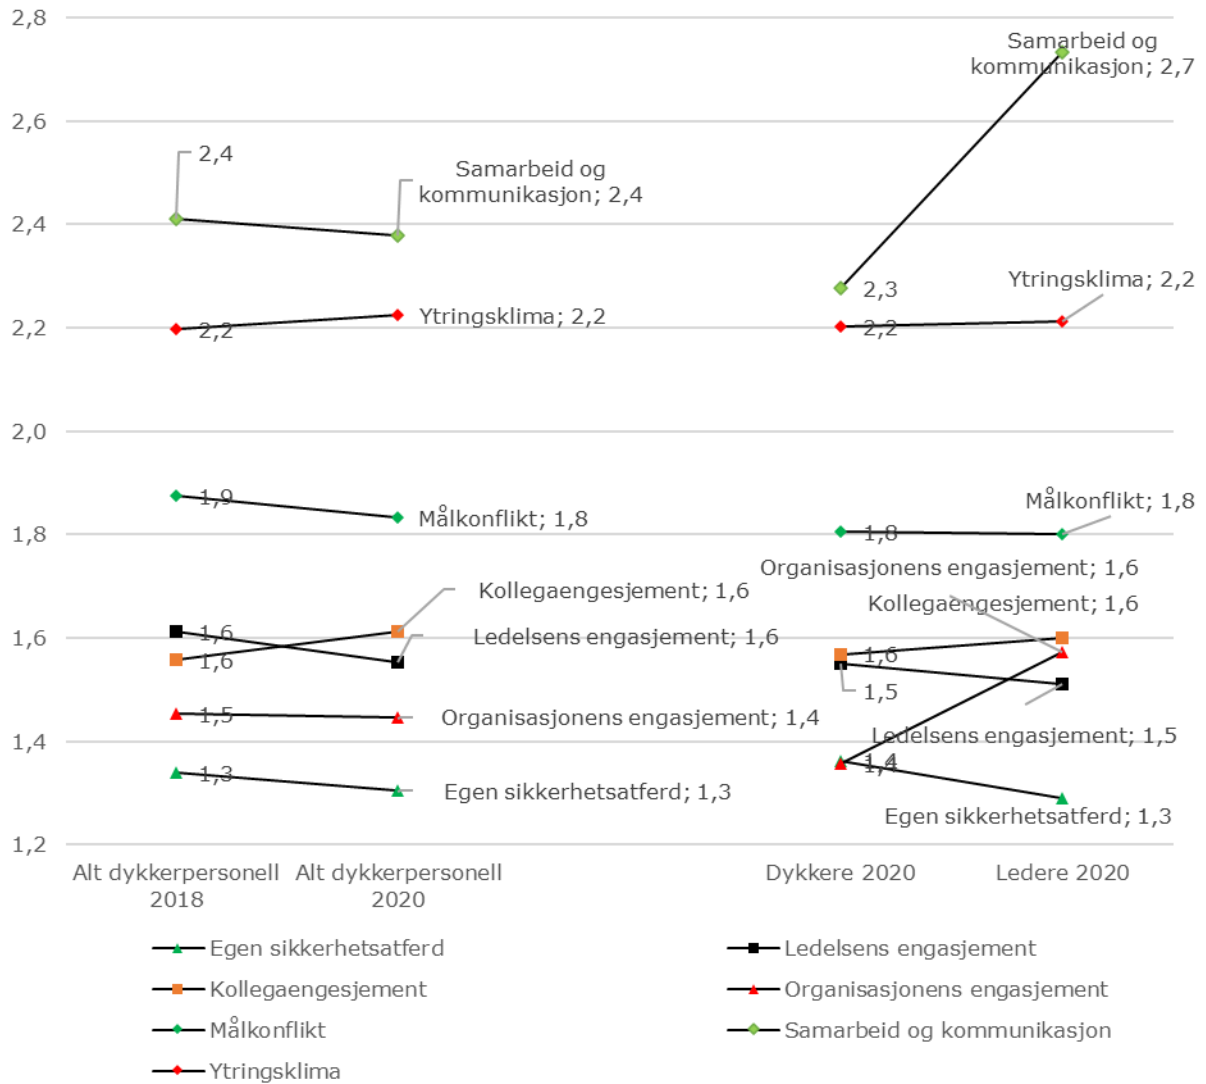 2,8
2,6
2,4
2,2
2,0
1,8
1,6
1,4
1,2
2,4
Samarbeid og
kommunikasjon; 2,4
2,2
Ytringsklima; 2,2
1,9
Målkonflikt; 1,8
Kollegaengesjement; 1,6
1,6
Ledelsens engasjement; 1,6
1,6
1,5
Organisasjonens engasjement; 1,4
1,3
Egen sikkerhetsatferd; 1,3
Samarbeid og
kommunikasjon; 2,7
2,3
Ytringsklima; 2,2
2,2
Målkonflikt; 1,8
1,8
Organisasjonens engasjement; 1,6
Kollegaengesjement; 1,6
1,6
1,5
Ledelsens engasjement; 1,5
1,4
1,4
Egen sikkerhetsatferd; 1,3
Alt dykkerpersonell
2018
Alt dykkerpersonell
2020
Dykkere 2020
Ledere 2020
Egen sikkerhetsatferd
Ledelsens engasjement
Kollegaengesjement
Organisasjonens engasjement
Målkonflikt
Samarbeid og kommunikasjon
Ytringsklima